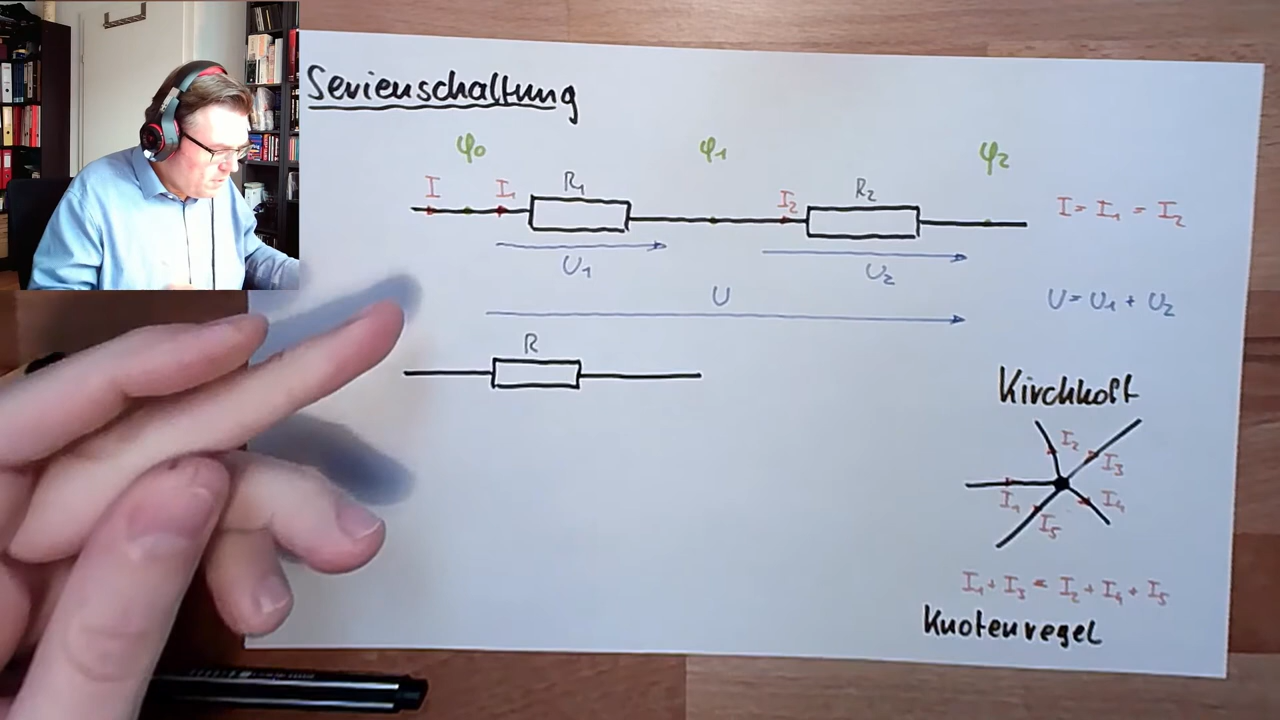 Serienschaltung
φ₀ φ₁ φ₂
I I₁ R₁ I₂ R₂ I = I₁ = I₂
U₁ U₂
U U = U₁ + U₂
R
Kirchhoff
I₂
I₃
I₁ I₄
I₅
I₁ + I₃ = I₂ + I₄ + I₅
Knotenregel